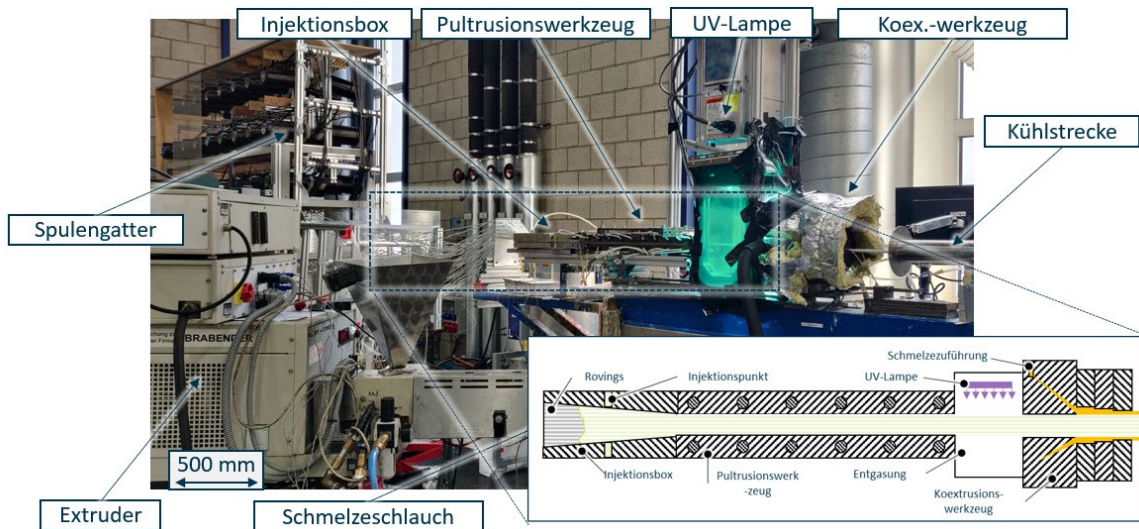 Injektionsbox
Pultrusionswerkzeug
UV-Lampe
Koex.-werkzeug
Kühlstrecke
Spulengatter
BRABENDER
Schmelzezuführung
Rovings
Injektionspunkt
UV-Lampe
Injektionsbox
Pultrusionswerk
-zeug
Entgasung
Koextrusions-
werkzeug
500 mm
Extruder
Schmelzeschlauch